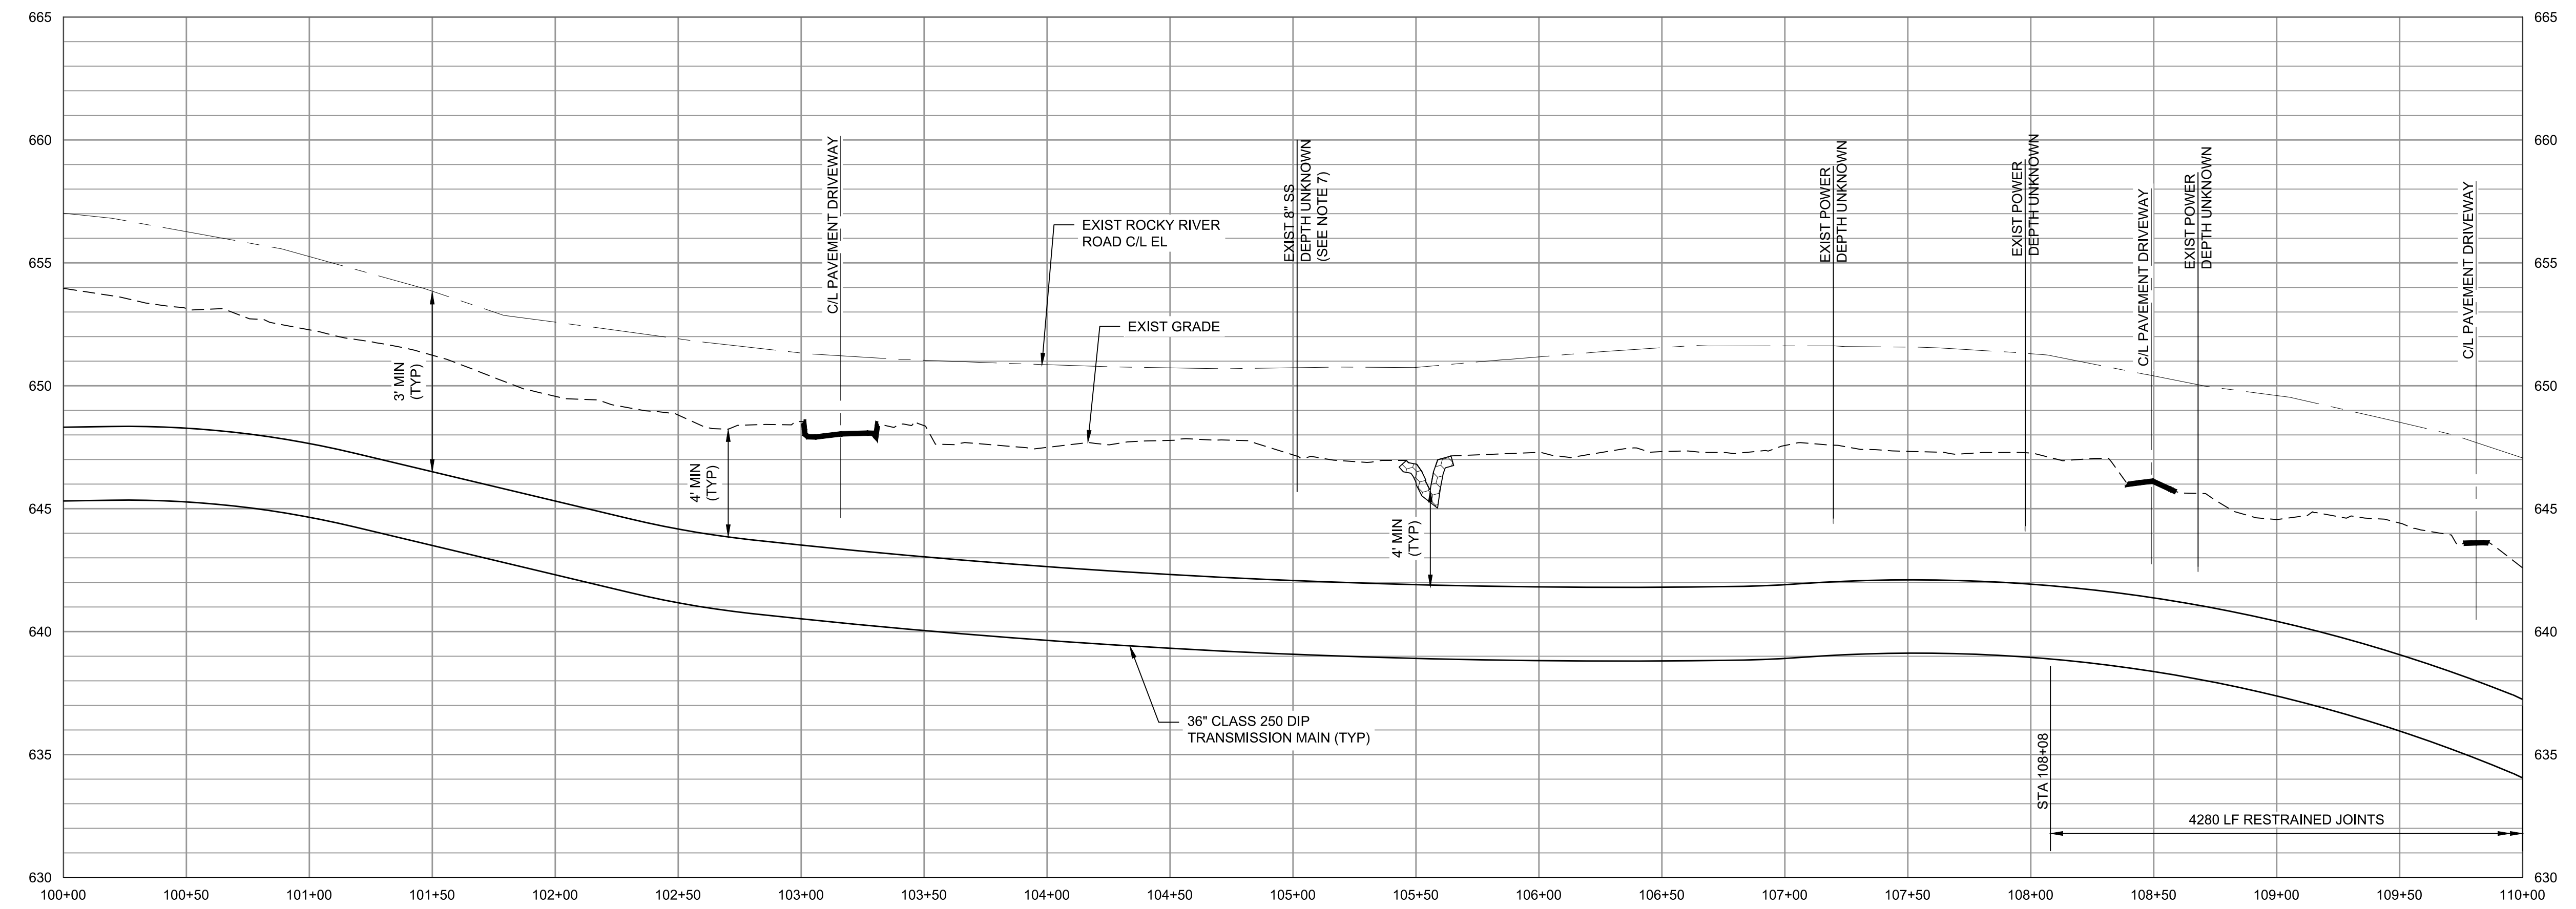 665
665
660
660
655
655
650
650
645
645
640
640
635
635
630
630
C/L PAVEMENT DRIVEWAY
EXIST 8" SS
DEPTH UNKNOWN
(SEE NOTE 7)
EXIST POWER
DEPTH UNKNOWN
EXIST POWER
DEPTH UNKNOWN
C/L PAVEMENT DRIVEWAY
EXIST POWER
DEPTH UNKNOWN
C/L PAVEMENT DRIVEWAY
EXIST ROCKY RIVER
ROAD C/L EL
EXIST GRADE
3' MIN
(TYP)
4' MIN
(TYP)
4' MIN
(TYP)
36" CLASS 250 DIP
TRANSMISSION MAIN (TYP)
STA 108+08
4280 LF RESTRAINED JOINTS
100+00
100+50
101+00
101+50
102+00
102+50
103+00
103+50
104+00
104+50
105+00
105+50
106+00
106+50
107+00
107+50
108+00
108+50
109+00
109+50
110+00